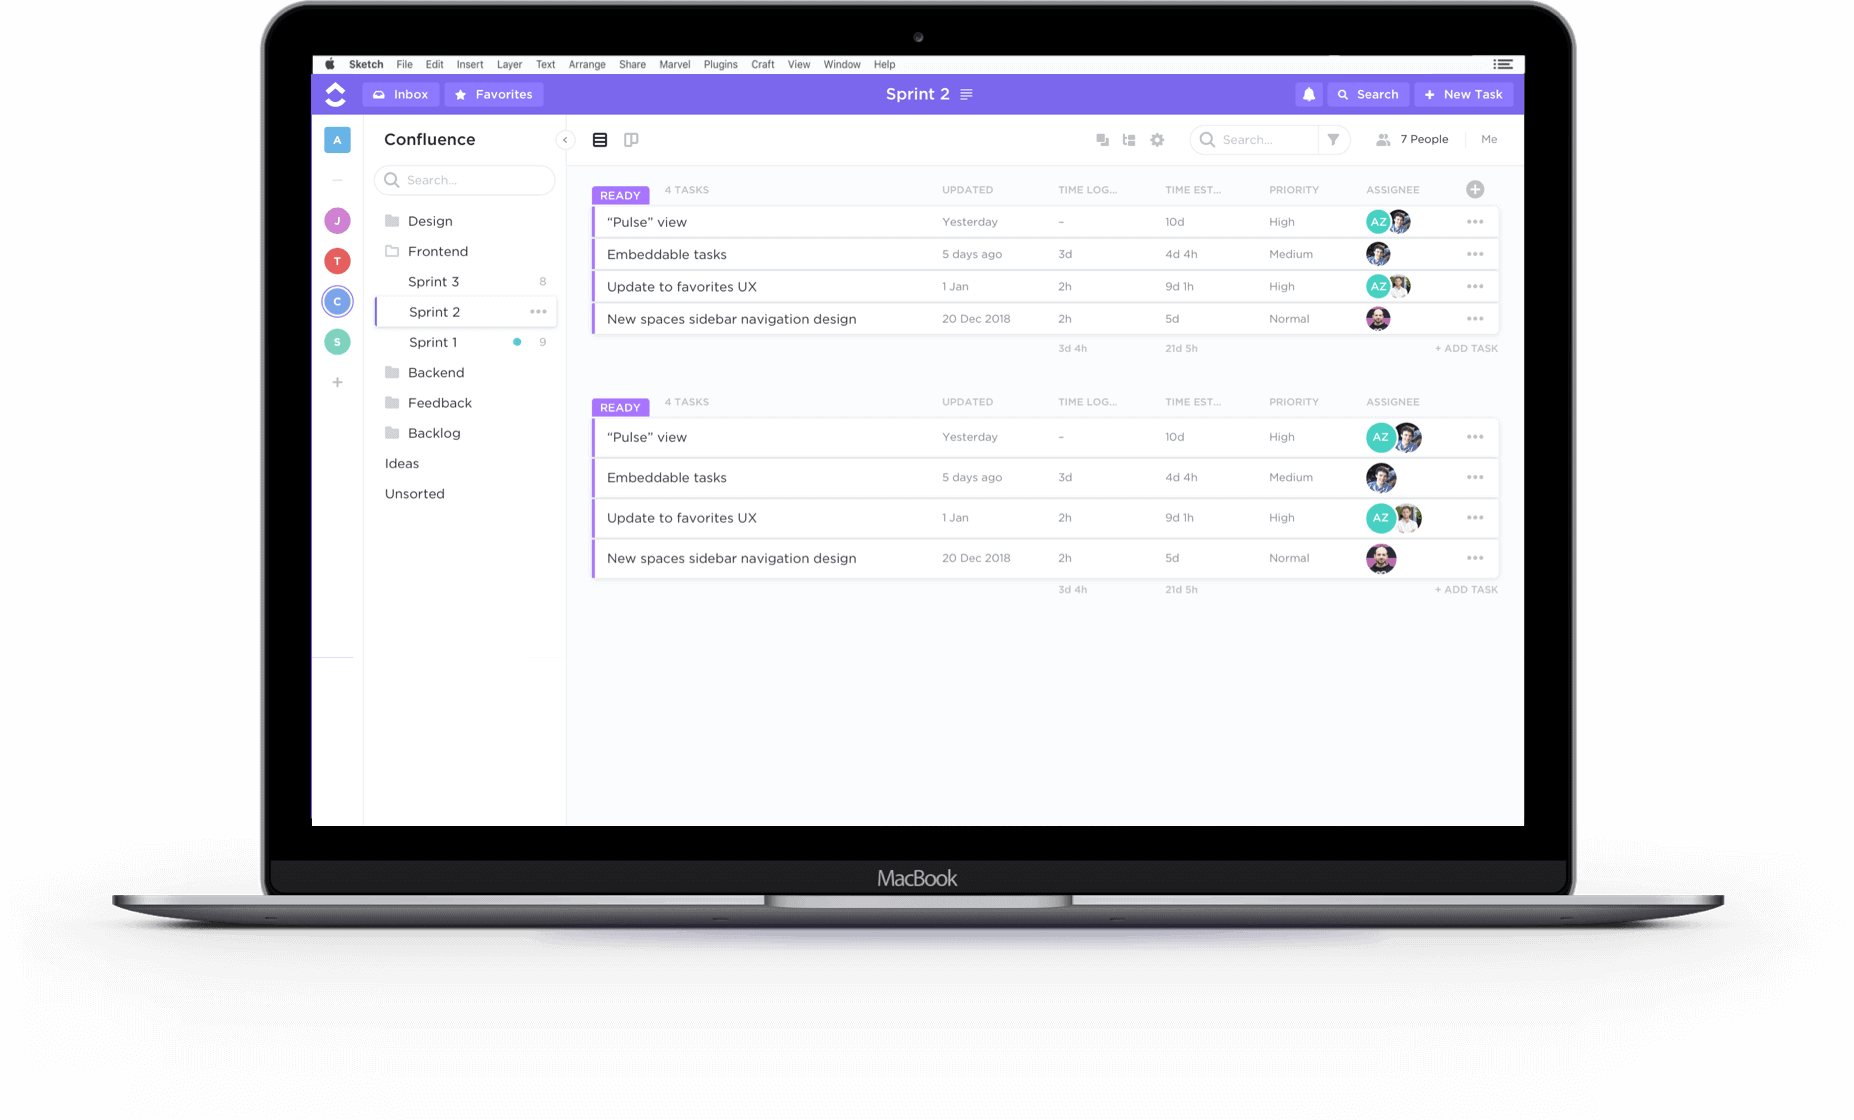 Sketch File Edit Insert Layer Text Arrange Share Marvel Plugins Craft View Window Help
Inbox Favorites Sprint 2 Search + New Task
A Confluence Search... 7 People Me
Search...
READY 4 TASKS UPDATED TIME LOG... TIME EST... PRIORITY ASSIGNEE
J Design “Pulse” view Yesterday – 10d High AZ
T Frontend Embeddable tasks 5 days ago 3d 4d 4h Medium
Sprint 3 8 Update to favorites UX 1 Jan 2h 9d 1h High AZ
C Sprint 2 New spaces sidebar navigation design 20 Dec 2018 2h 5d Normal
S Sprint 1 9 3d 4h 21d 5h + ADD TASK
+ Backend
Feedback READY 4 TASKS UPDATED TIME LOG... TIME EST... PRIORITY ASSIGNEE
Backlog “Pulse” view Yesterday – 10d High AZ
Ideas
Embeddable tasks 5 days ago 3d 4d 4h Medium
Unsorted
Update to favorites UX 1 Jan 2h 9d 1h High AZ
New spaces sidebar navigation design 20 Dec 2018 2h 5d Normal
3d 4h 21d 5h + ADD TASK
MacBook